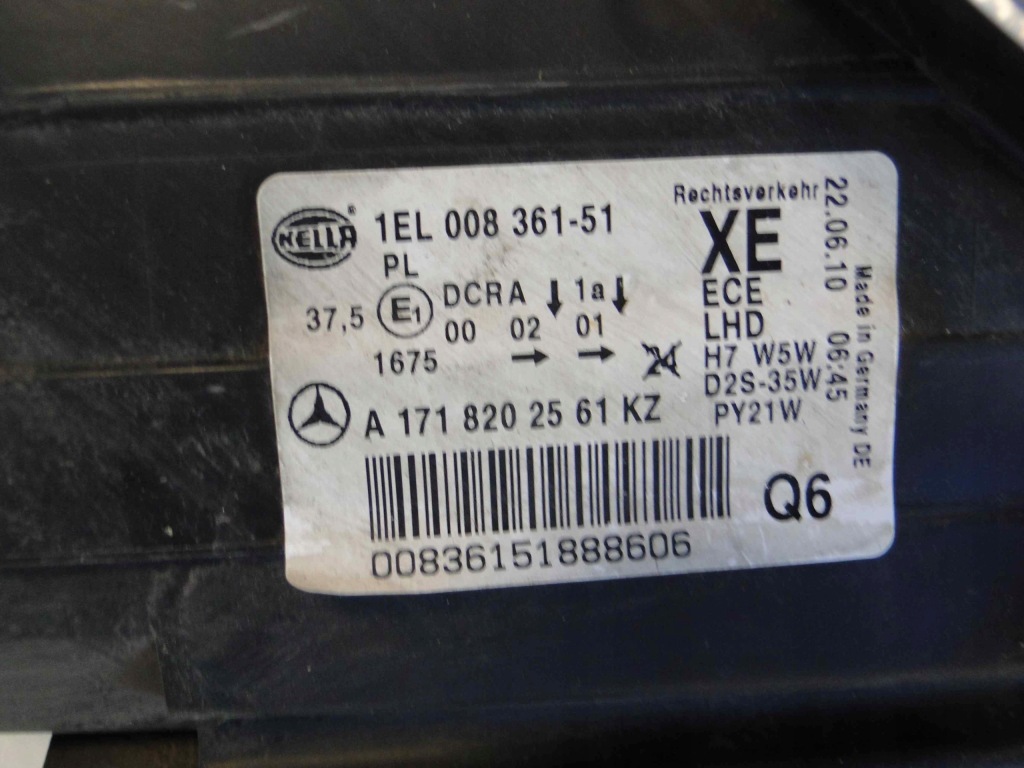 HELLA ® 1EL 008 361-51
PL
37,5 E1 DCR A ↓ 1a ↓
00 02 01
1675 → → 24
A 171 820 25 61 KZ
00836151888606
Rechtsverkehr
XE
ECE
LHD
H7 W5W
D2S-35W
PY21W
Q6
22.06.10 06:45
Made in Germany DE